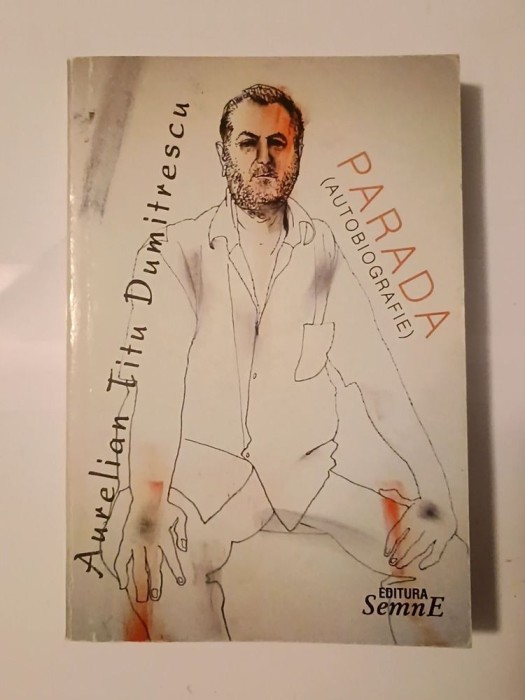 Aurelian Titu Dumitrescu
PARADA
(AUTOBIOGRAFIE)
EDITURA
SemnE